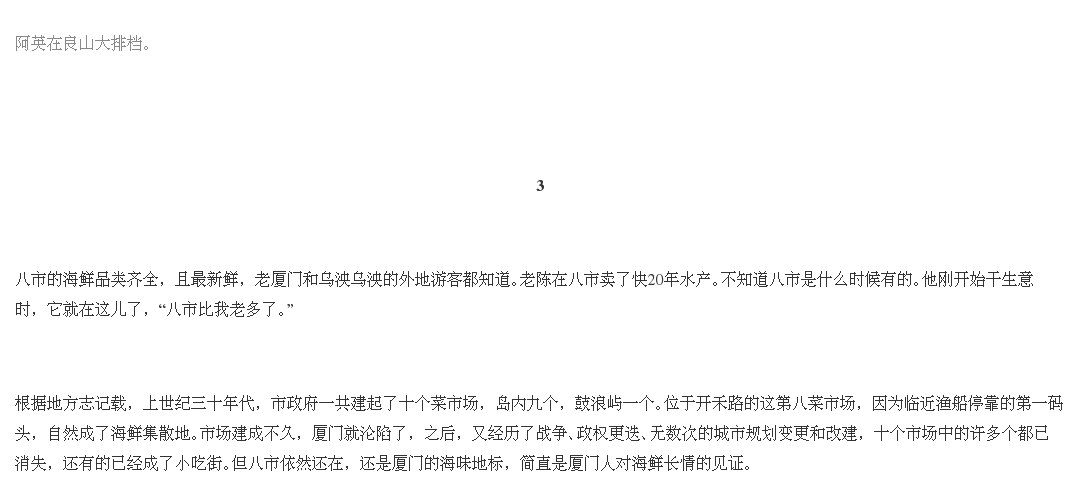 阿英在良山大排档。
3
八市的海鲜品类齐全，且最新鲜，老厦门和乌泱乌泱的外地游客都知道。老陈在八市卖了快20年水产。不知道八市是什么时候有的。他刚开始干生意
时，它就在这儿了，“八市比我老多了。”
根据地方志记载，上世纪三十年代，市政府一共建起了十个菜市场，岛内九个，鼓浪屿一个。位于开禾路的这第八菜市场，因为临近渔船停靠的第一码
头，自然成了海鲜集散地。市场建成不久，厦门就沦陷了，之后，又经历了战争、政权更迭、无数次的城市规划变更和改建，十个市场中的许多个都已
消失，还有的已经成了小吃街。但八市依然还在，还是厦门的海味地标，简直是厦门人对海鲜长情的见证。